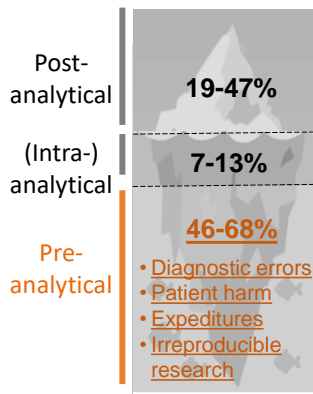 Post-
analytical
19-47%
(Intra-)
analytical
7-13%
Pre-
analytical
46-68%
• Diagnostic errors
• Patient harm
• Expeditures
• Irreproducible
research